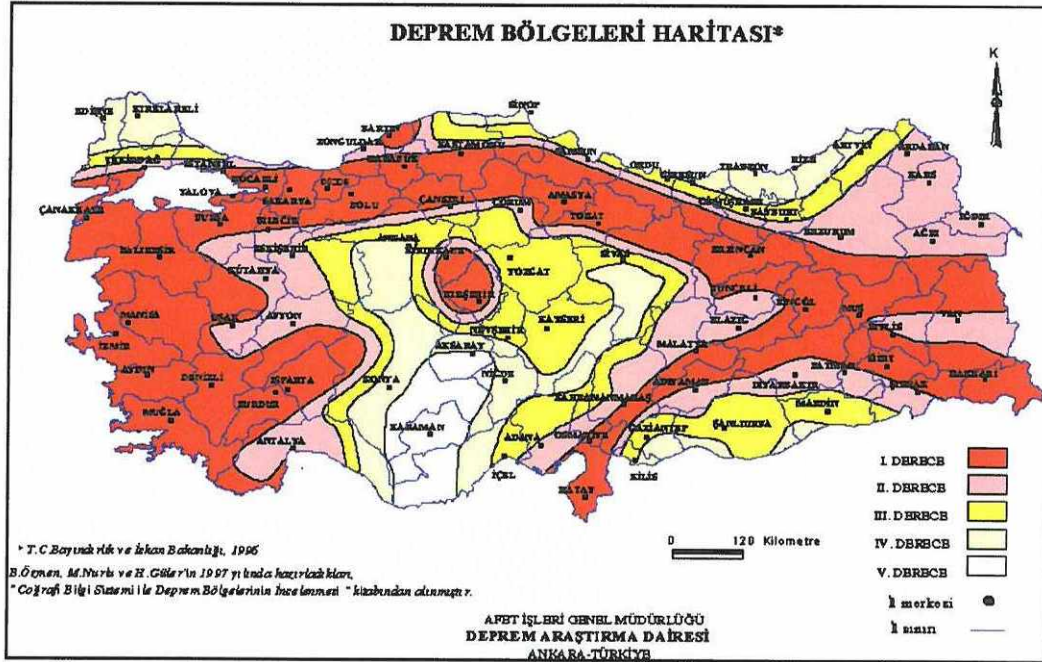 DEPREM BÖLGELERİ HARİTASI*
K
EDİRNE
KIRKLARELİ
TEKİRDAĞ
İSTANBUL
YALOVA
KOCAELİ
SAKARYA
DÜZCE
BOLU
ZONGULDAK
BARTIN
KARABÜK
KASTAMONU
SİNOP
SAMSUN
ORDU
GİRESUN
TRABZON
RİZE
ARTVİN
ARDAHAN
KARS
IĞDIR
AĞRI
ERZURUM
BAYBURT
GÜMÜŞHANE
ÇANAKKALE
BURSA
BİLECİK
ÇANKIRI
ÇORUM
AMASYA
TOKAT
ERZİNCAN
BALIKESİR
ESKİŞEHİR
KÜTAHYA
ANKARA
KIRIKKALE
YOZGAT
SİVAS
TUNCELİ
BİNGÖL
MUŞ
BİTLİS
VAN
KIRŞEHİR
KAYSERİ
ELAZIĞ
MALATYA
MANİSA
UŞAK
AFYON
NEVŞEHİR
AKSARAY
NİĞDE
İZMİR
AYDIN
DENİZLİ
ISPARTA
BURDUR
KONYA
KAHRAMANMARAŞ
ADIYAMAN
DİYARBAKIR
BATMAN
SİİRT
ŞIRNAK
HAKKARİ
MARDİN
MUĞLA
ANTALYA
KARAMAN
İÇEL
ADANA
OSMANİYE
GAZİANTEP
ŞANLIURFA
KİLİS
HATAY
I. DERECE
II. DERECE
III. DERECE
IV. DERECE
V. DERECE
İl merkezi
İl sınırı
0 120 Kilometre
* T.C.Bayındırlık ve İskan Bakanlığı, 1996
B.Özmen, M.Nurlu ve H.Güler'in 1997 yılında hazırladıkları,
" Coğrafi Bilgi Sistemi ile Deprem Bölgelerinin İncelenmesi " kitabından alınmıştır.
AFET İŞLERİ GENEL MÜDÜRLÜĞÜ
DEPREM ARAŞTIRMA DAİRESİ
ANKARA-TÜRKİYE